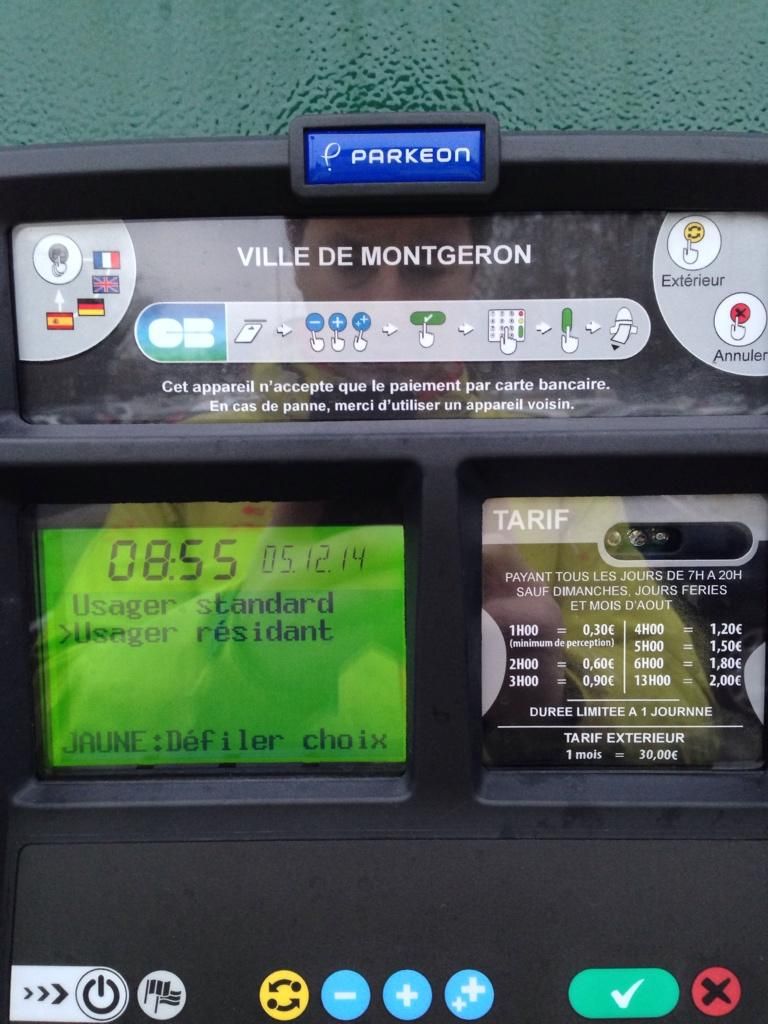 PARKEON
VILLE DE MONTGERON
Extérieur
Annuler
CB
Cet appareil n'accepte que le paiement par carte bancaire.
En cas de panne, merci d'utiliser un appareil voisin.
08:55 05.12.14
Usager standard
>Usager résidant
JAUNE:Défiler choix
TARIF
PAYANT TOUS LES JOURS DE 7H A 20H
SAUF DIMANCHES, JOURS FERIES
ET MOIS D'AOUT
1H00 = 0,30€
(minimum de perception)
2H00 = 0,60€
3H00 = 0,90€
4H00 = 1,20€
5H00 = 1,50€
6H00 = 1,80€
13H00 = 2,00€
DUREE LIMITEE A 1 JOURNNE
TARIF EXTERIEUR
1 mois = 30,00€